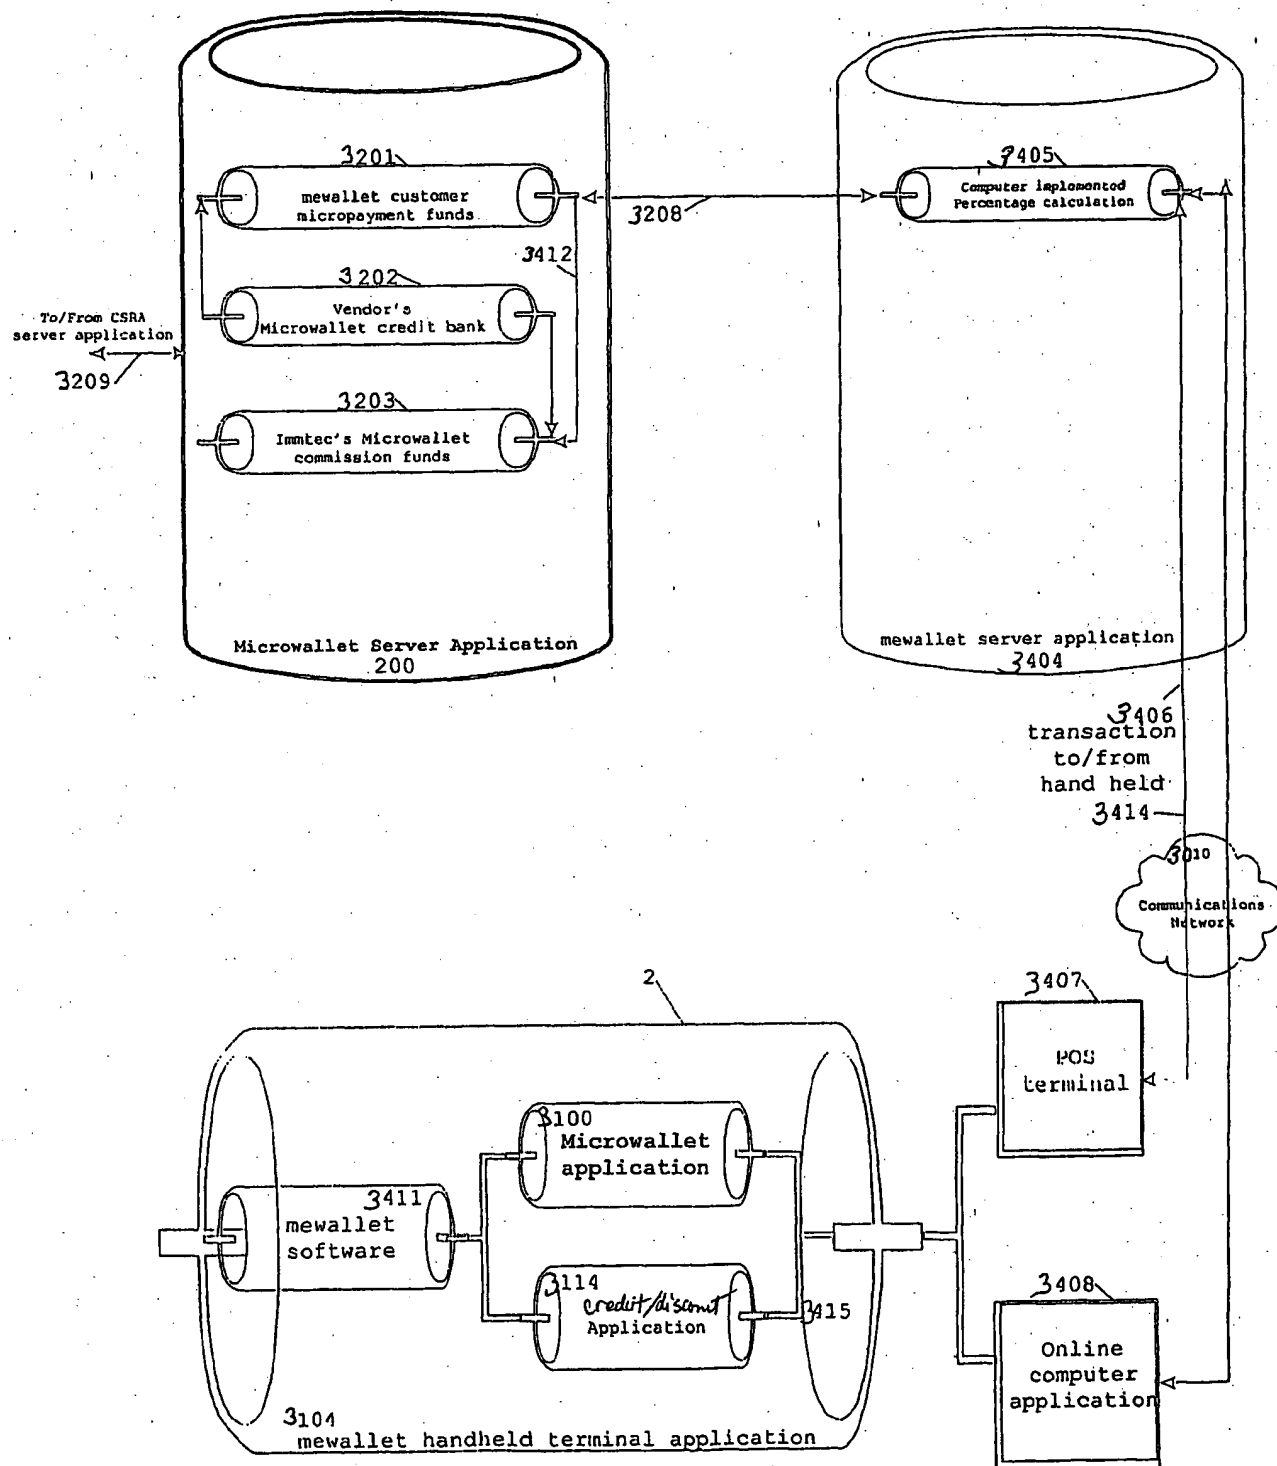 3201
mewallet customer
micropayment funds
3202
Vendor's
Microwallet credit bank
3203
Immtec's Microwallet
commission funds
3412
To/From CSRA
server application
3209
3208
Microwallet Server Application
200
3405
Computer implemented
Percentage calculation
mewallet server application
3404
3406
transaction
to/from
hand held
3414
3010
Communications
Network
2
3407
POS
terminal
3100
Microwallet
application
3411
mewallet
software
3114
credit/discount
Application
3415
3408
Online
computer
application
3104
mewallet handheld terminal application